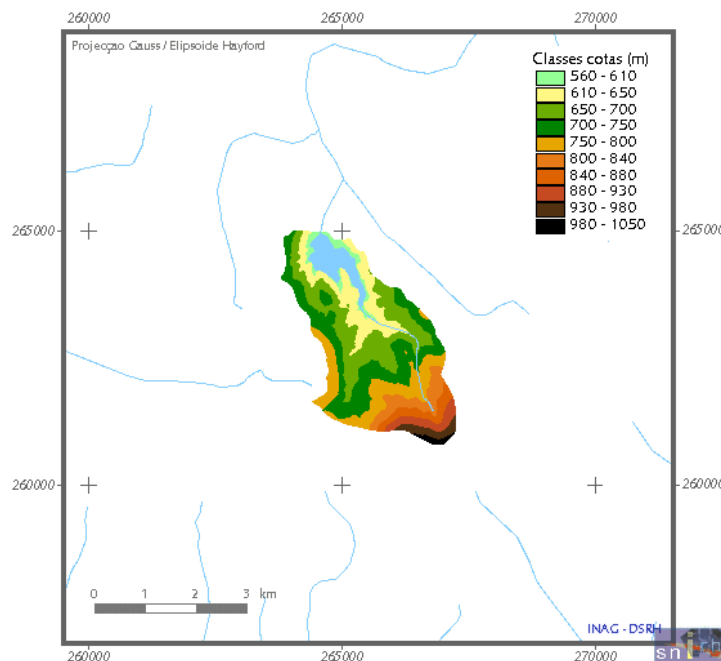 260000 265000 270000
Projecçao Gauss / Elipsoide Hayford
Classes cotas (m)
560 - 610
610 - 650
650 - 700
700 - 750
750 - 800
800 - 840
840 - 880
880 - 930
930 - 980
980 - 1050
265000 265000
260000 260000
0 1 2 3 km
INAG - DSRH
snirh
260000 265000 270000